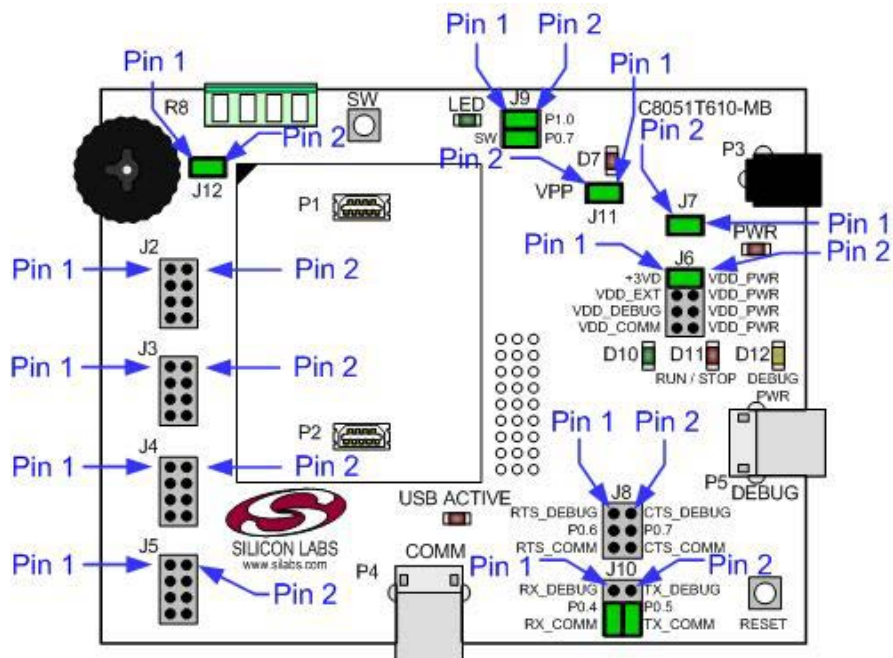 Pin 1
Pin 2
Pin 1
Pin 1
Pin 2
R8
SW
LED
J9
P1.0
SW
P0.7
C8051T610-MB
Pin 2
Pin 2
D7
P3
J12
VPP
J11
Pin 2
J7
Pin 1
P1
Pin 1
PWR
Pin 2
J2
Pin 1
Pin 2
J6
+3VD
VDD_PWR
VDD_EXT
VDD_PWR
VDD_DEBUG
VDD_PWR
VDD_COMM
VDD_PWR
J3
D10
D11
D12
Pin 1
Pin 2
RUN / STOP
DEBUG
PWR
J4
P2
Pin 1
Pin 2
Pin 1
Pin 2
P5
DEBUG
J8
USB ACTIVE
RTS_DEBUG
CTS_DEBUG
P0.6
P0.7
RTS_COMM
CTS_COMM
J5
SILICON LABS
www.silabs.com
COMM
P4
Pin 1
Pin 2
Pin 1
J10
Pin 2
RX_DEBUG
TX_DEBUG
P0.4
P0.5
RX_COMM
TX_COMM
RESET